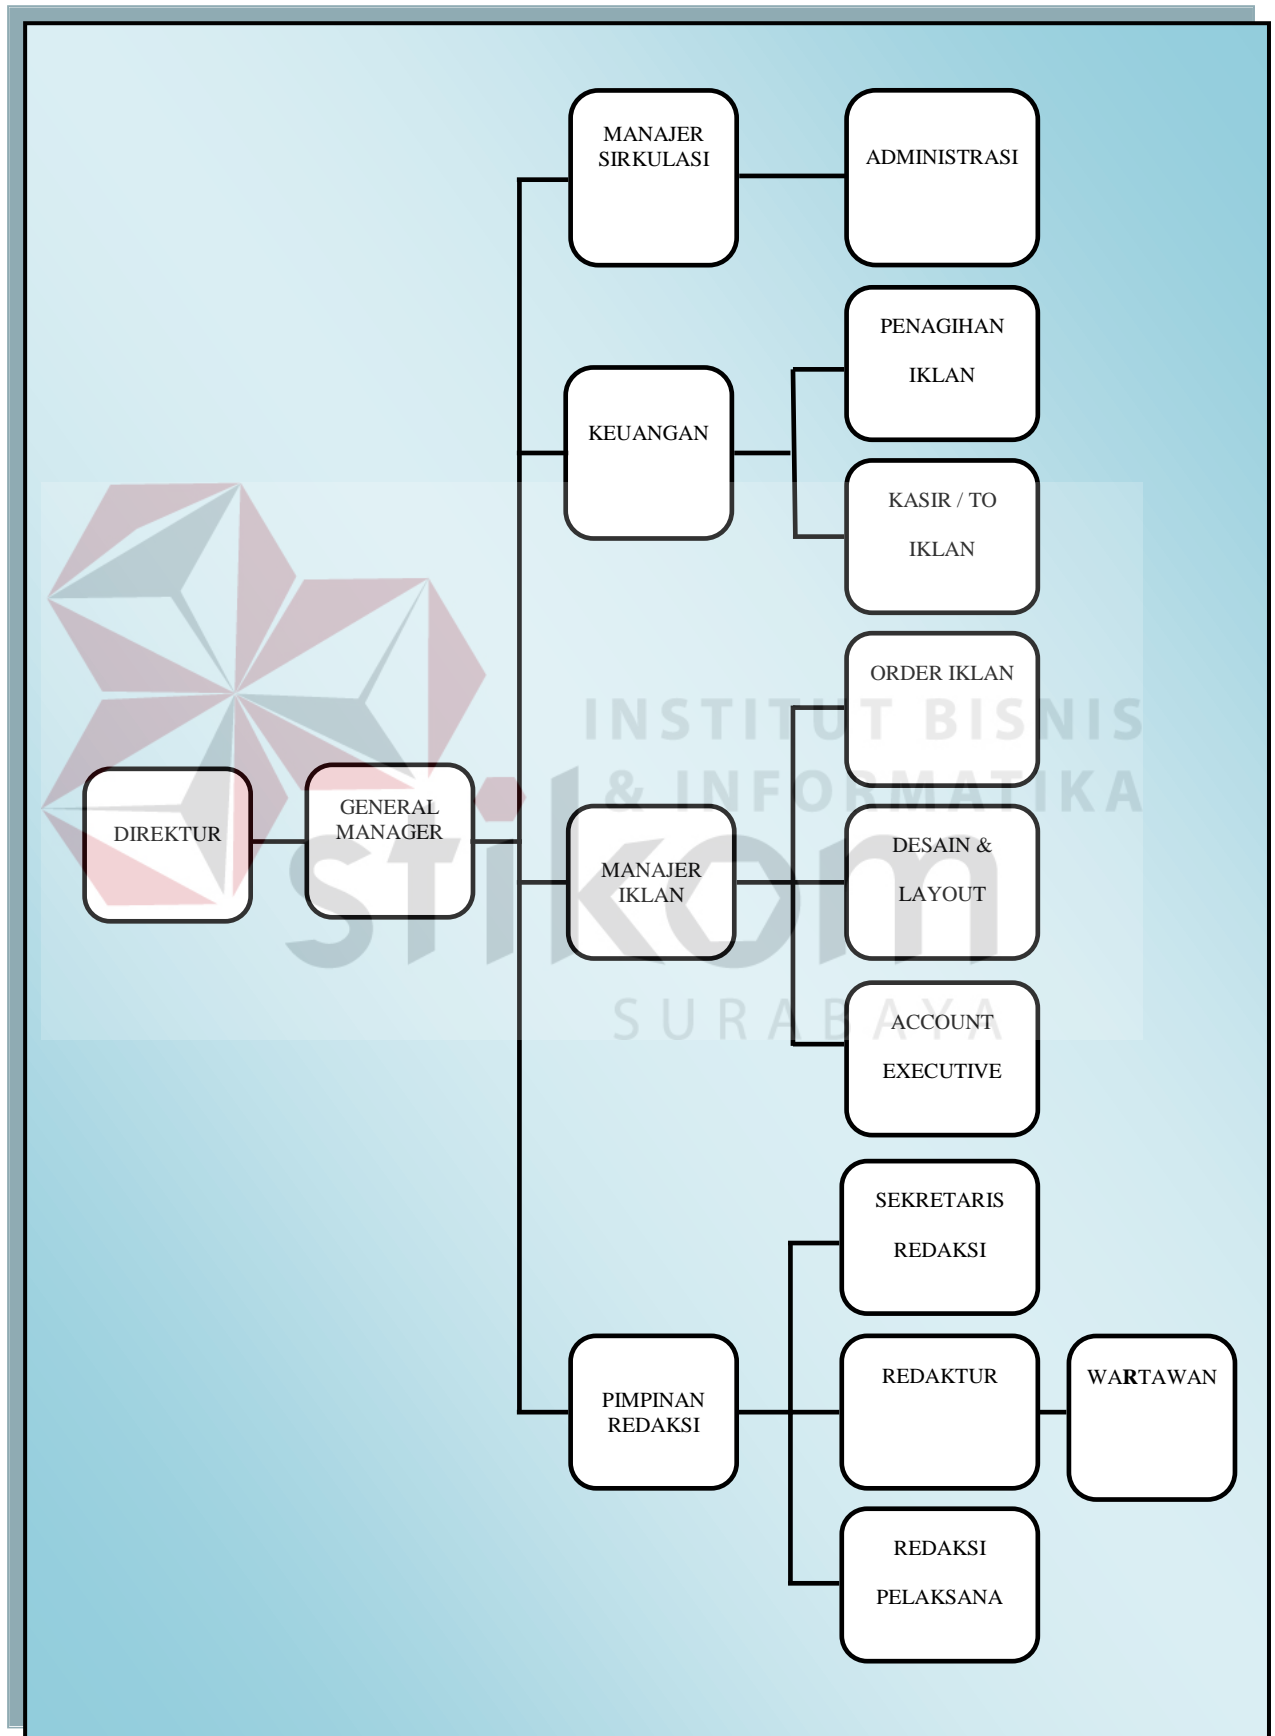 MANAJER
SIRKULASI
ADMINISTRASI
PENAGIHAN
IKLAN
KEUANGAN
KASIR / TO
IKLAN
ORDER IKLAN
INSTITUT BISNIS
& INFORMATIKA
DIREKTUR
GENERAL
MANAGER
stikom
MANAJER
IKLAN
DESAIN &
LAYOUT
SURABAYA
ACCOUNT
EXECUTIVE
SEKRETARIS
REDAKSI
PIMPINAN
REDAKSI
REDAKTUR
WARTAWAN
REDAKSI
PELAKSANA